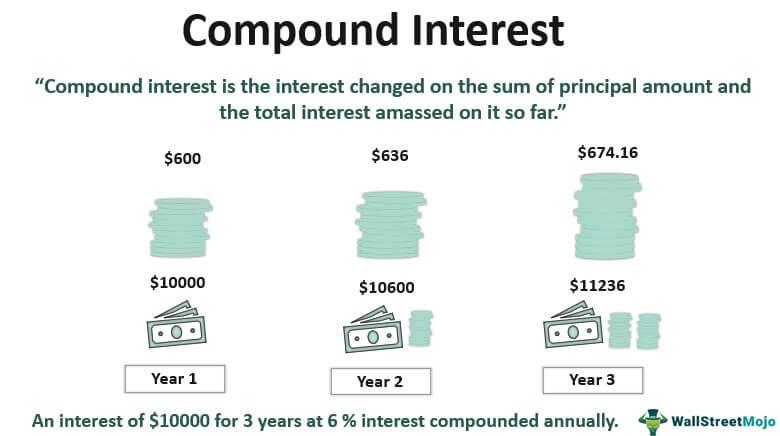 Compound Interest
“Compound interest is the interest changed on the sum of principal amount and
the total interest amassed on it so far.”
$600
$636
$674.16
$10000
$10600
$11236
Year 1
Year 2
Year 3
An interest of $10000 for 3 years at 6 % interest compounded annually.
WallStreetMojo